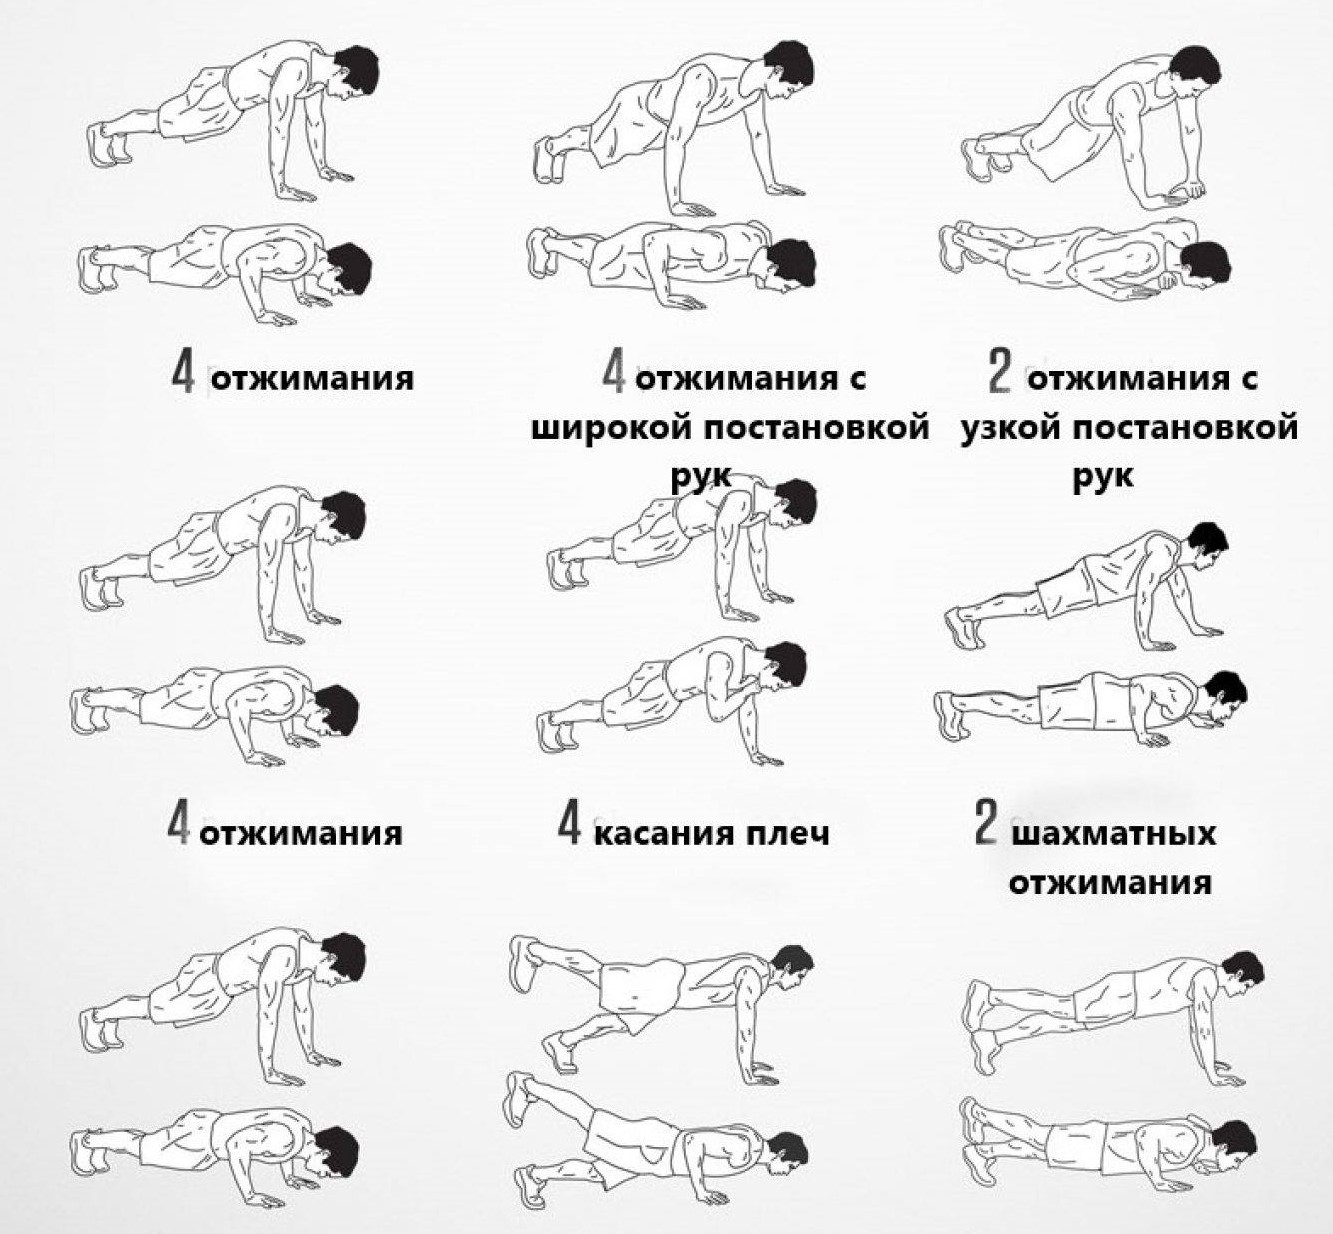 4 отжимания
4 отжимания с
широкой постановкой
рук
2 отжимания с
узкой постановкой
рук
4 отжимания
4 касания плеч
2 шахматных
отжимания